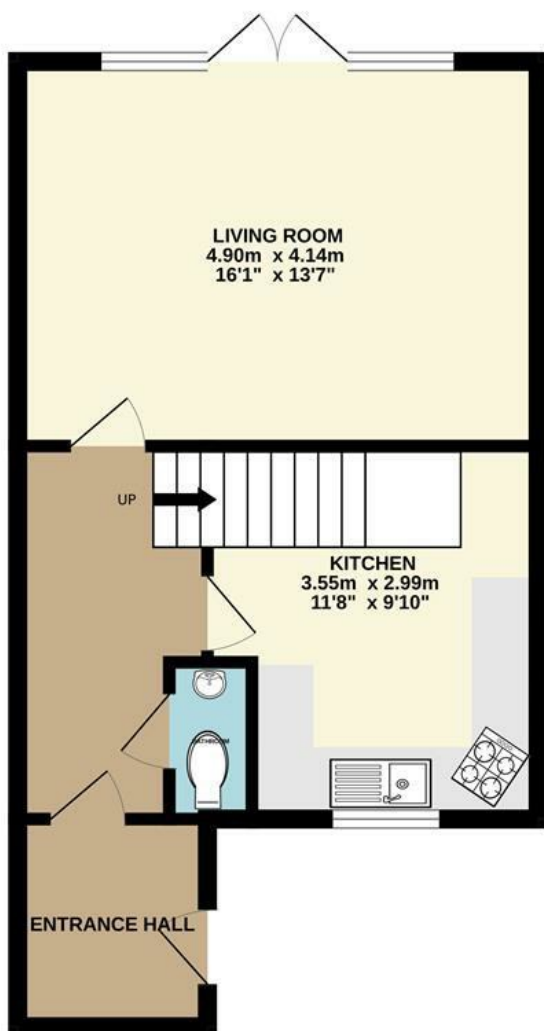 LIVING ROOM
4.90m x 4.14m
16'1" x 13'7"
UP
KITCHEN
3.55m x 2.99m
11'8" x 9'10"
BATHROOM
ENTRANCE HALL